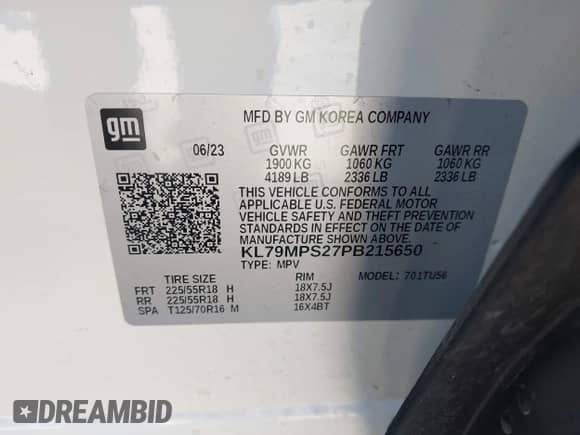 gm
MFD BY GM KOREA COMPANY
06/23 GVWR GAWR FRT GAWR RR
1900 KG 1060 KG 1060 KG
4189 LB 2336 LB 2336 LB
THIS VEHICLE CONFORMS TO ALL
APPLICABLE U.S. FEDERAL MOTOR
VEHICLE SAFETY AND THEFT PREVENTION
STANDARDS IN EFFECT ON THE DATE OF
MANUFACTURE SHOWN ABOVE.
KL79MPS27PB215650
TYPE: MPV MODEL: 701TU56
TIRE SIZE RIM
FRT 225/55R18 H 18X7.5J
RR 225/55R18 H 18X7.5J
SPA T125/70R16 M 16X4BT
DREAMBID